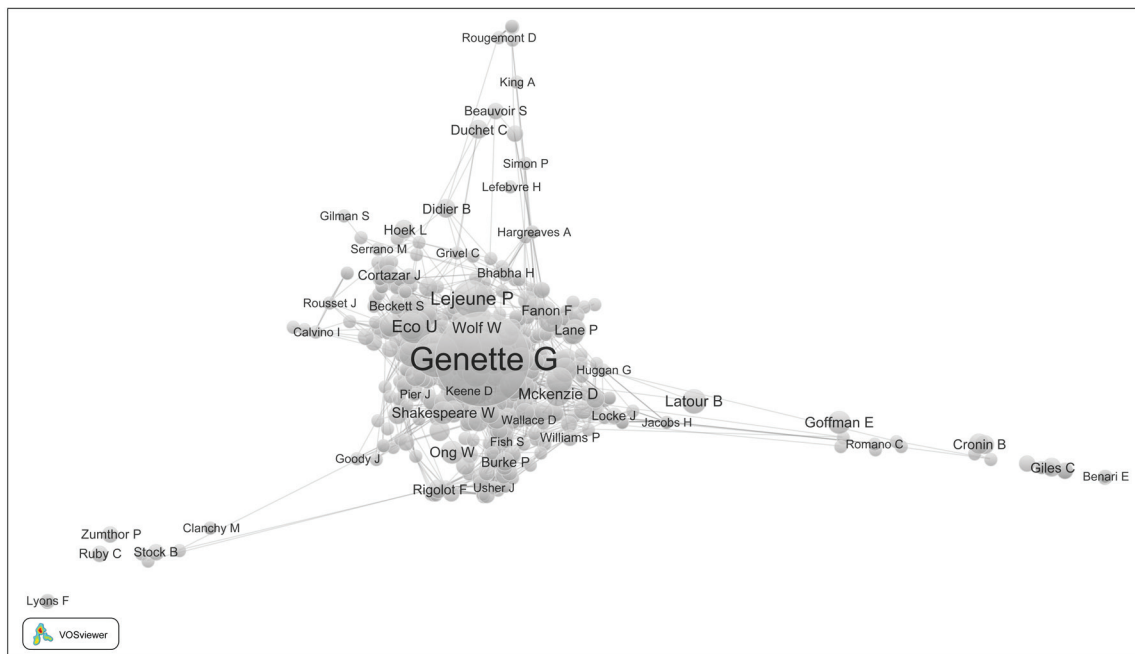 Rougemont D
King A
Beauvoir S
Duchet C
Simon P
Lefebvre H
Didier B
Gilman S
Hoek L
Hargreaves A
Serrano M
Grivel C
Cortazar J
Bhabha H
Lejeune P
Rousset J
Beckett S
Fanon F
Eco U
Wolf W
Lane P
Calvino I
Genette G
Huggan G
Pier J
Keene D
Mckenzie D
Latour B
Shakespeare W
Wallace D
Locke J
Jacobs H
Goffman E
Fish S
Williams P
Romano C
Cronin B
Goody J
Ong W
Burke P
Giles C
Benari E
Rigolot F
Usher J
Clanchy M
Zumthor P
Ruby C
Stock B
Lyons F
VOSviewer